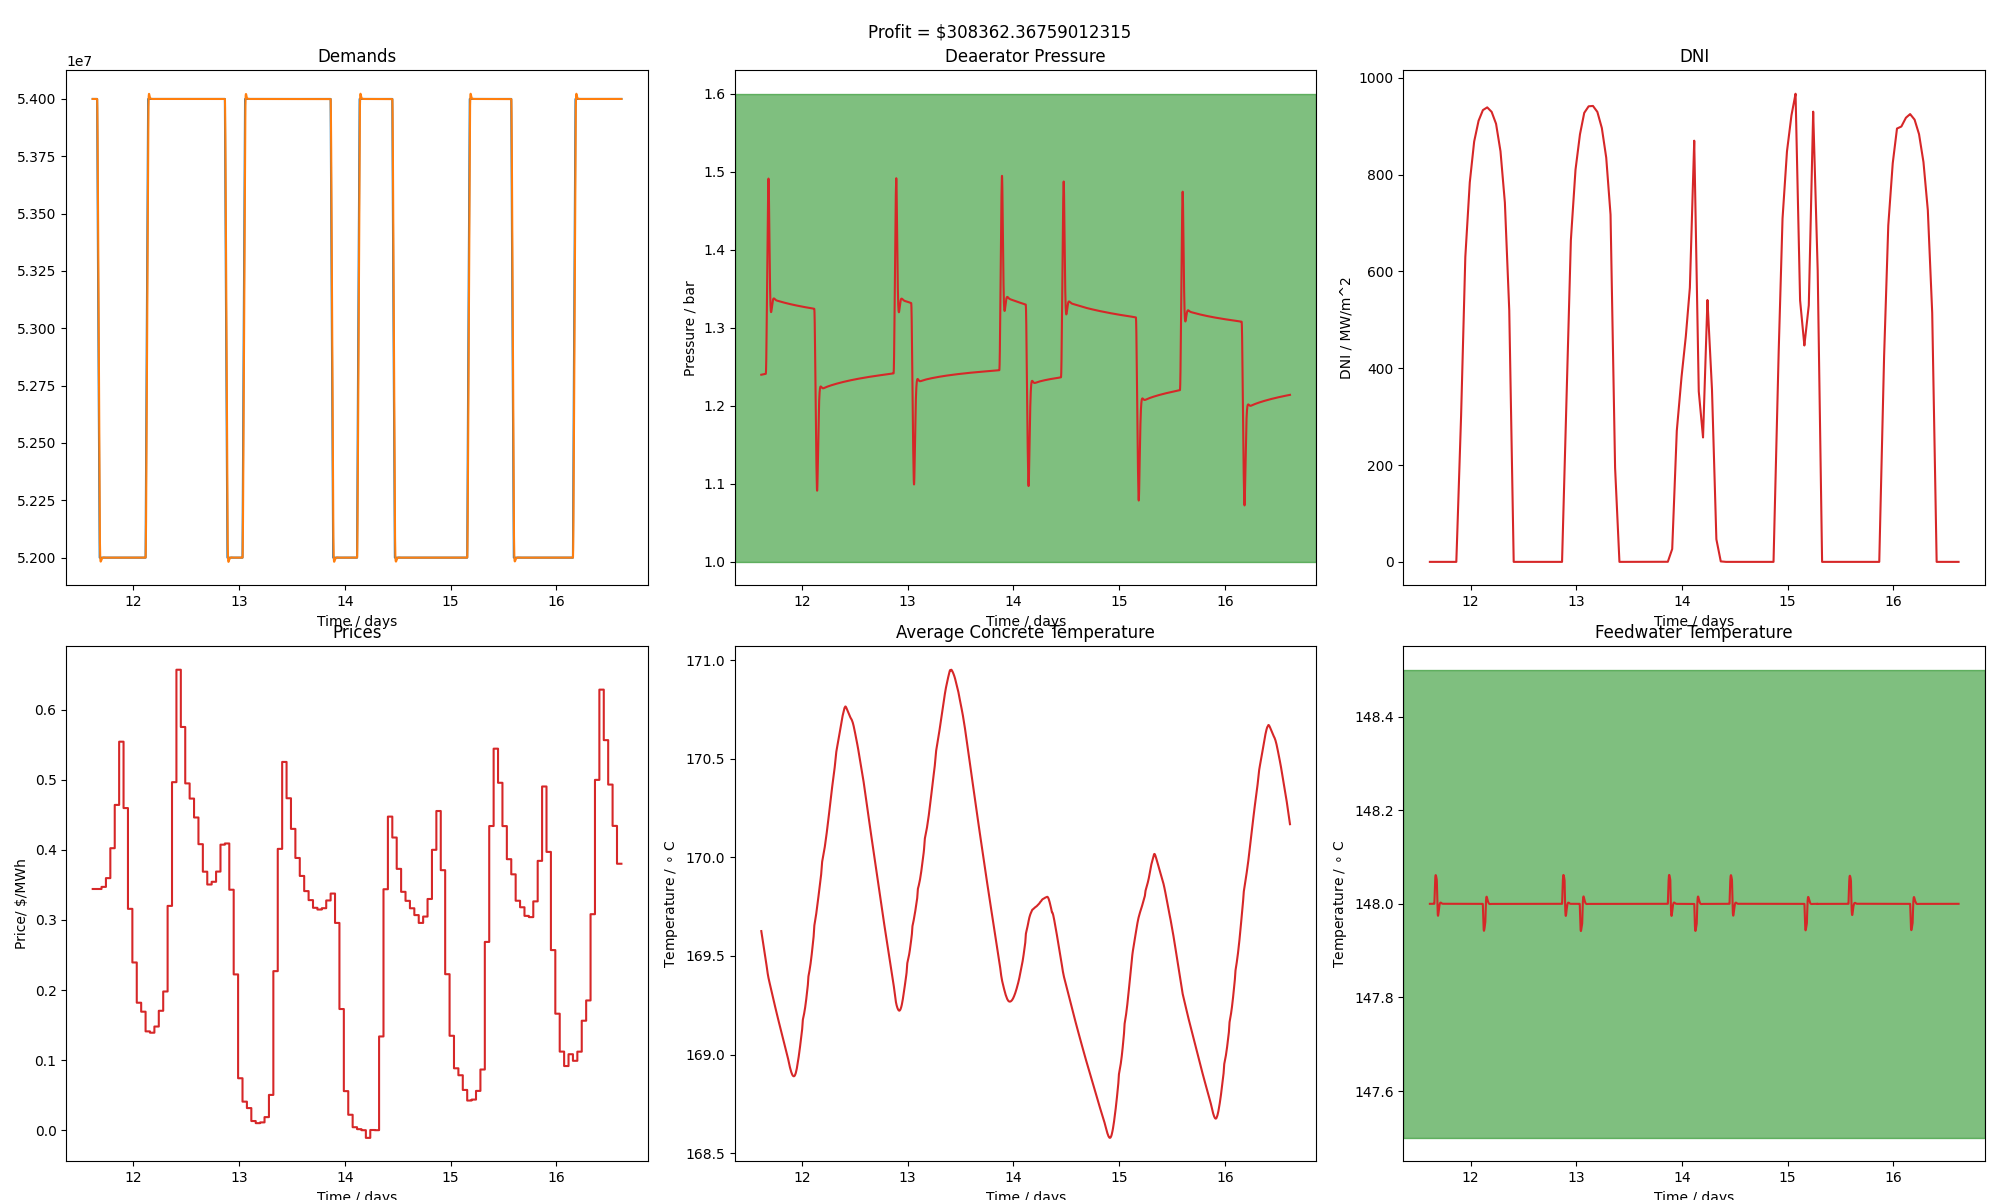 Profit = $308362.36759012315
Demands
1e7
5.400
5.375
5.350
5.325
5.300
5.275
5.250
5.225
5.200
12 13 14 15 16
Time / days
Deaerator Pressure
Pressure / bar
1.6
1.5
1.4
1.3
1.2
1.1
1.0
12 13 14 15 16
Time / days
DNI
DNI / MW/m^2
1000
800
600
400
200
0
12 13 14 15 16
Time / days
Prices
Price/ $/MWh
0.6
0.5
0.4
0.3
0.2
0.1
0.0
12 13 14 15 16
Time / days
Average Concrete Temperature
Temperature / ∘ C
171.0
170.5
170.0
169.5
169.0
168.5
12 13 14 15 16
Time / days
Feedwater Temperature
Temperature / ∘ C
148.4
148.2
148.0
147.8
147.6
12 13 14 15 16
Time / days